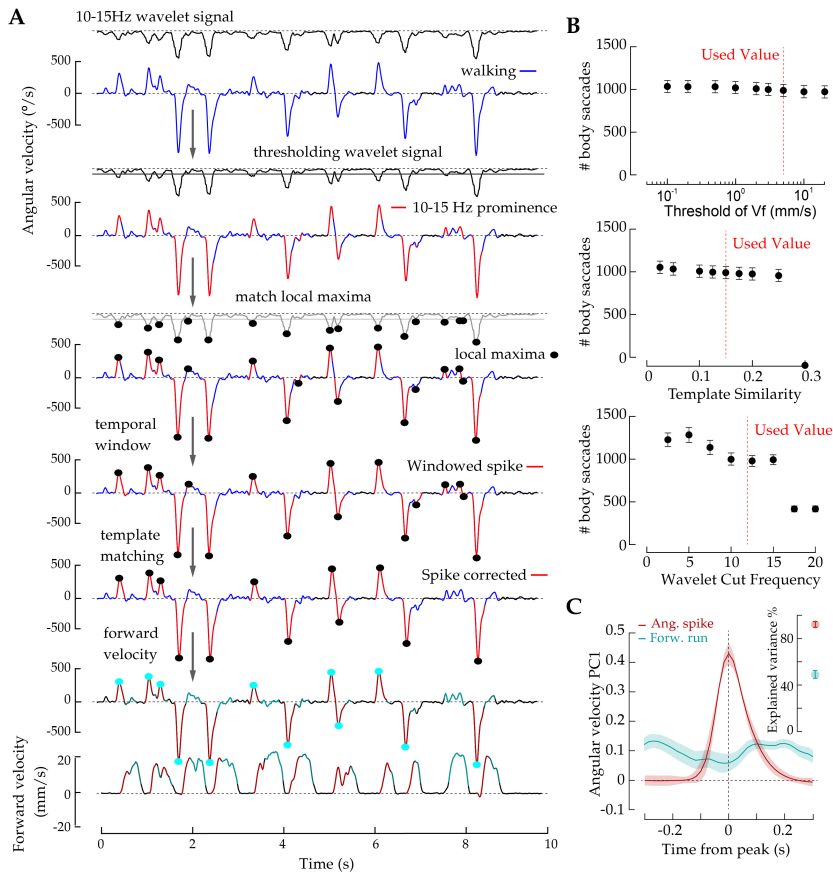 A
10-15Hz wavelet signal
500
0
-500
walking
Angular velocity (°/s)
thresholding wavelet signal
500
0
-500
10-15 Hz prominence
match local maxima
500
0
-500
local maxima
temporal
window
500
0
-500
Windowed spike
template
matching
500
0
-500
Spike corrected
forward
velocity
500
0
-500
Forward velocity
(mm/s)
20
0
-20
0 2 4 6 8 10
Time (s)
B
Used Value
# body saccades
1500
1000
500
0
10-1 100 101
Threshold of Vf (mm/s)
Used Value
# body saccades
1500
1000
500
0
0 0.1 0.2 0.3
Template Similarity
Used Value
# body saccades
1500
1000
500
0
0 5 10 15 20
Wavelet Cut Frequency
C
Ang. spike
Forw. run
Angular velocity PC1
0.5
0.4
0.3
0.2
0.1
0
-0.1
Explained variance %
80
40
0
-0.2 0 0.2
Time from peak (s)